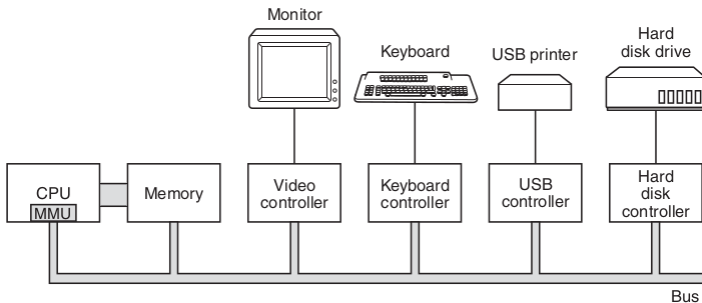 Monitor
Keyboard
USB printer
Hard
disk drive
CPU
MMU
Memory
Video
controller
Keyboard
controller
USB
controller
Hard
disk
controller
Bus